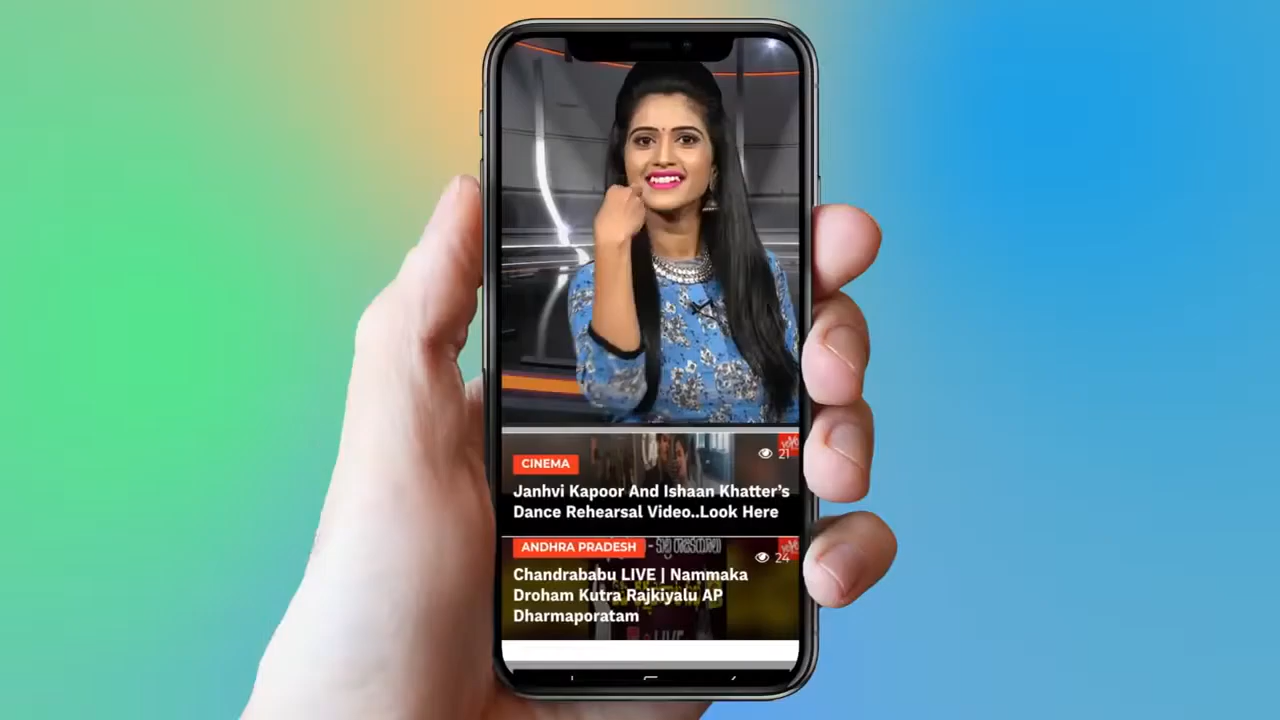 CINEMA
21
Janhvi Kapoor And Ishaan Khatter's
Dance Rehearsal Video..Look Here
ANDHRA PRADESH
24
Chandrababu LIVE | Nammaka
Droham Kutra Rajkiyalu AP
Dharmaporatam
LIVE